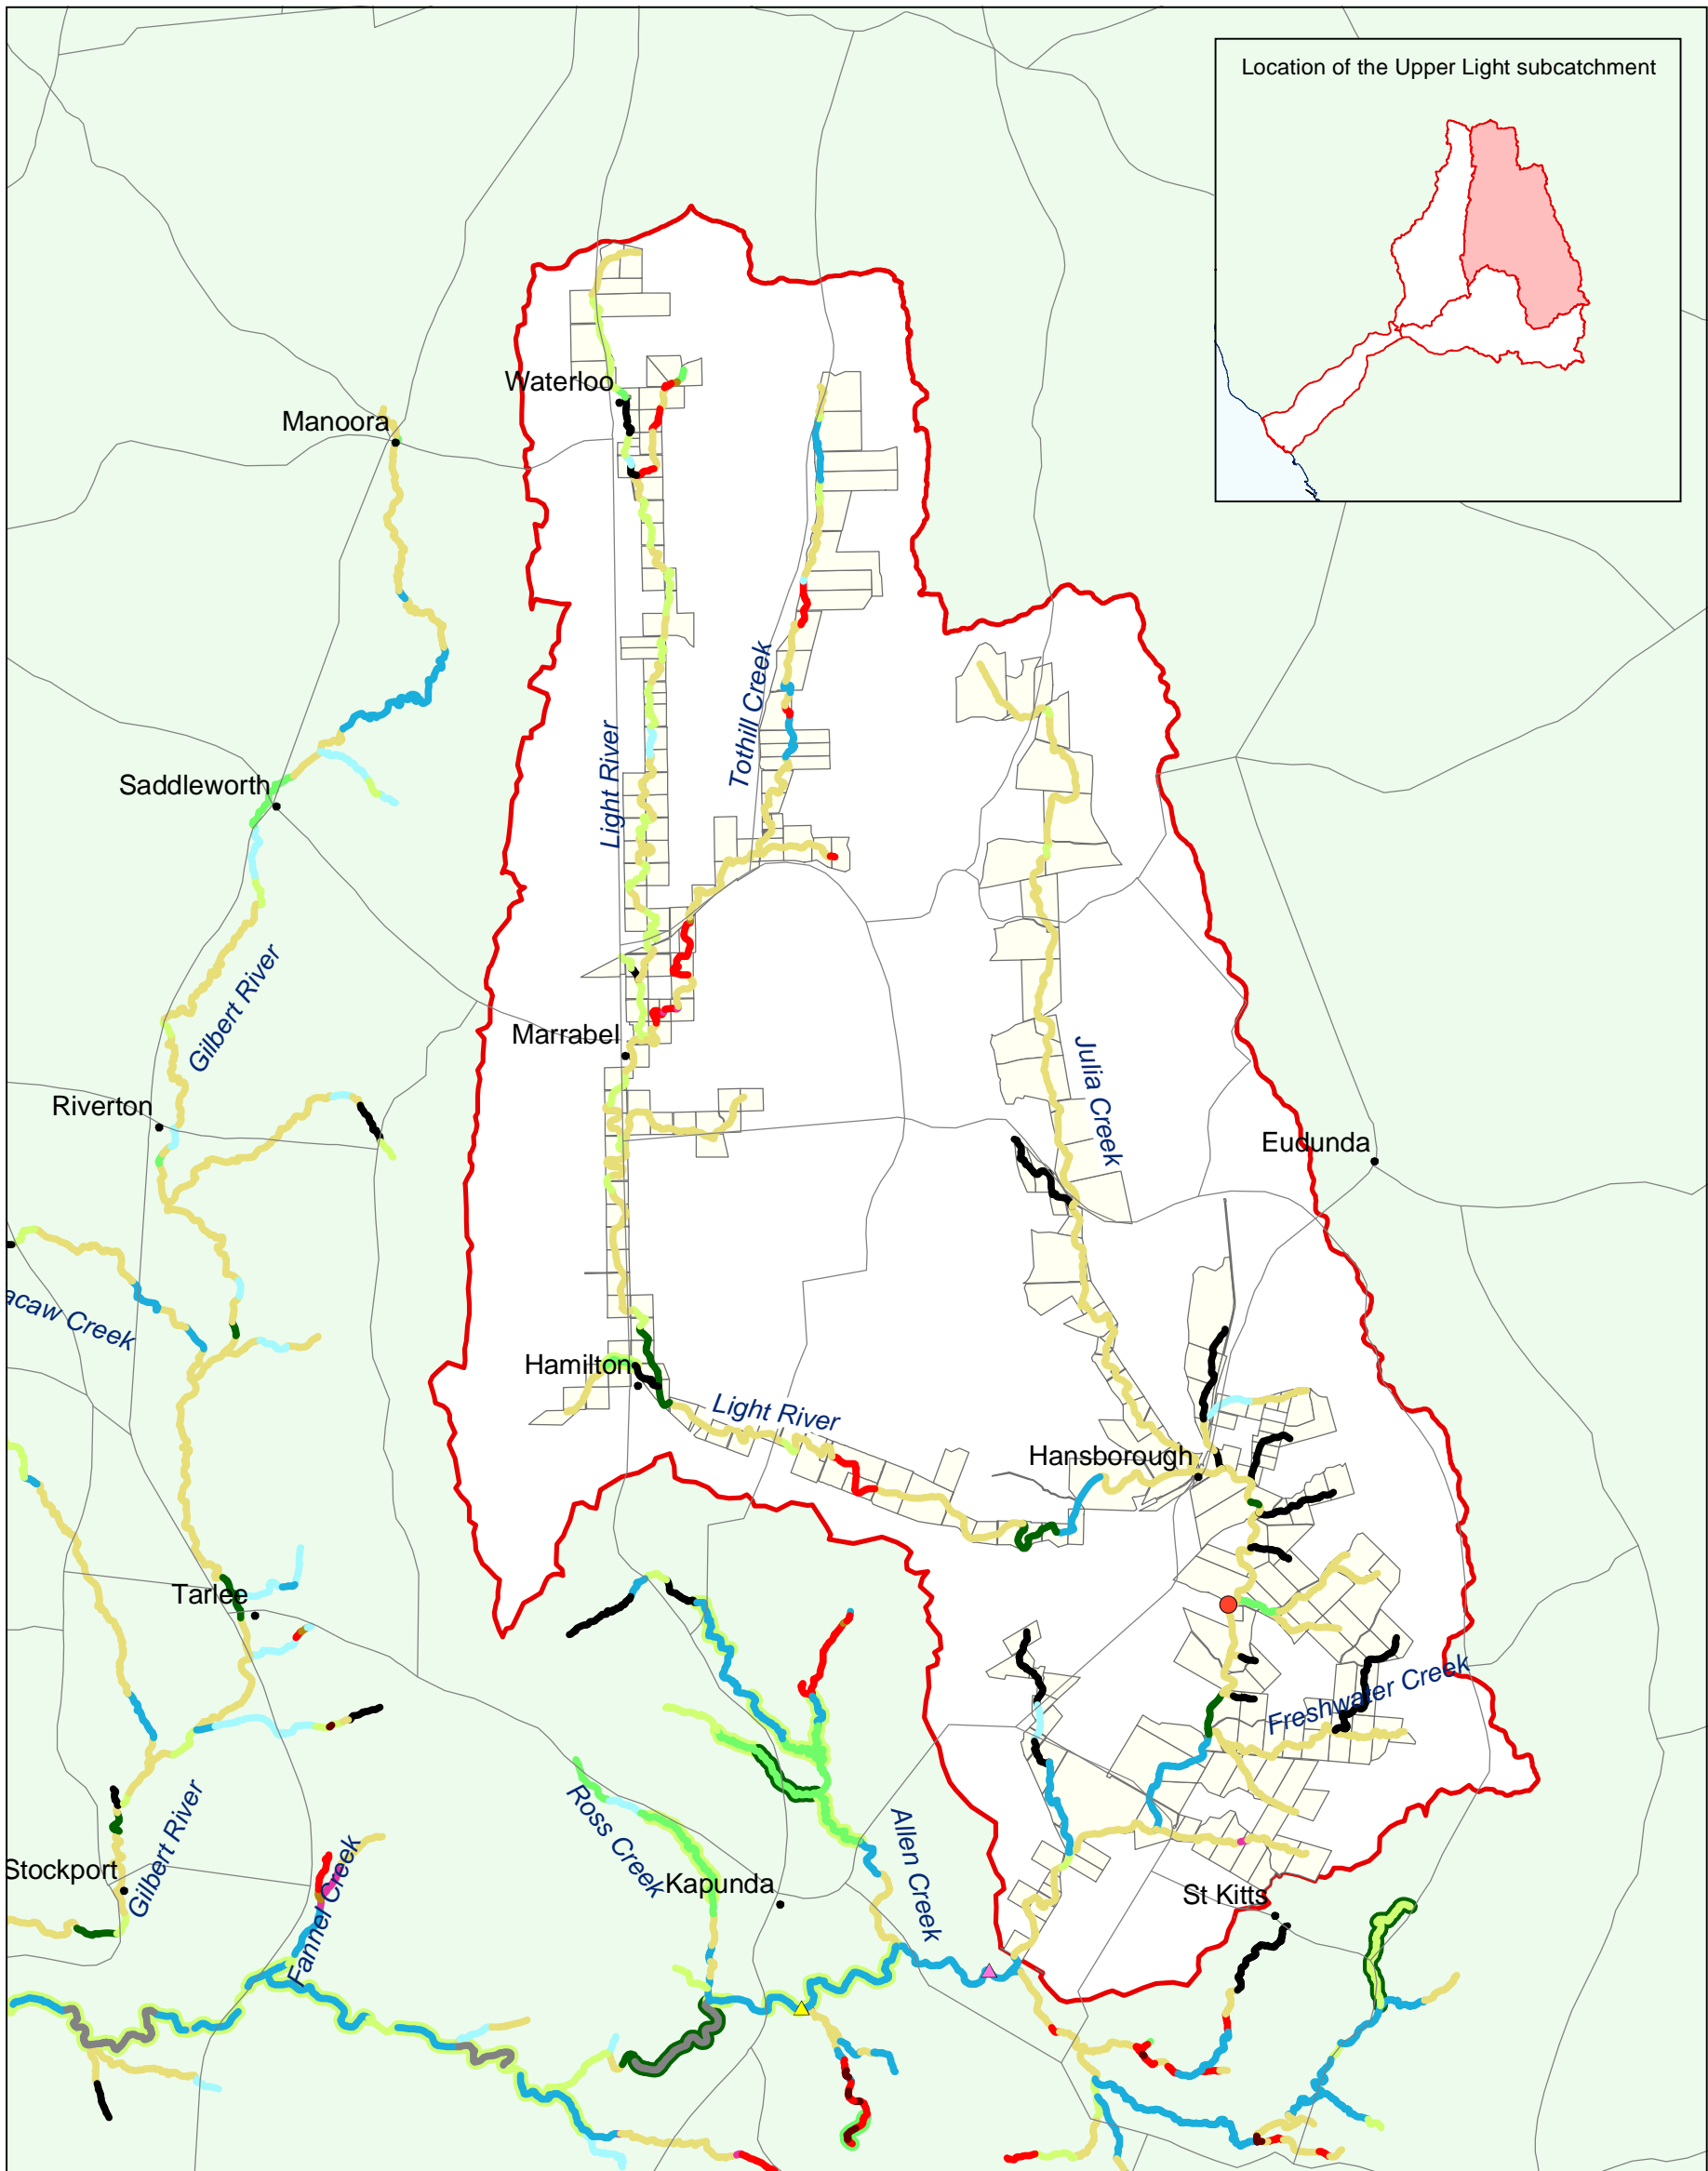 Location of the Upper Light subcatchment
Waterloo
Manoora
Tothill Creek
Light River
Saddleworth
Gilbert River
Marrabel
Julia Creek
Riverton
Eudunda
acaw Creek
Hamilton
Light River
Hansborough
Tarlee
Freshwater Creek
Ross Creek
Allen Creek
Gilbert River
Stockport
Fannel Creek
Kapunda
St Kitts